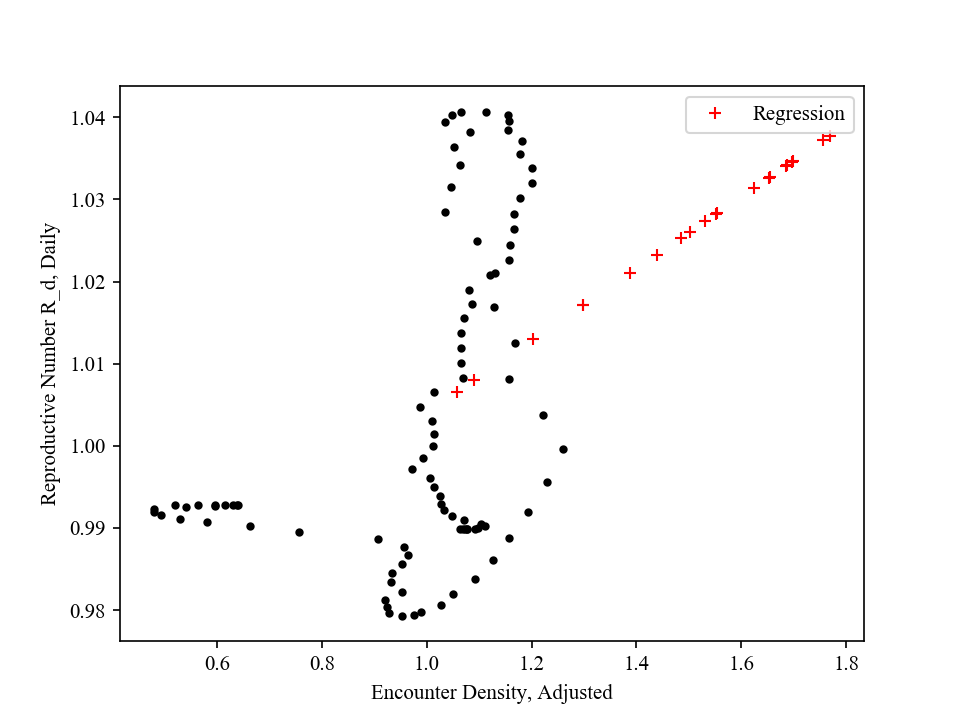 Regression
1.04
1.03
1.02
1.01
1.00
0.99
0.98
Reproductive Number R_d, Daily
0.6 0.8 1.0 1.2 1.4 1.6 1.8
Encounter Density, Adjusted